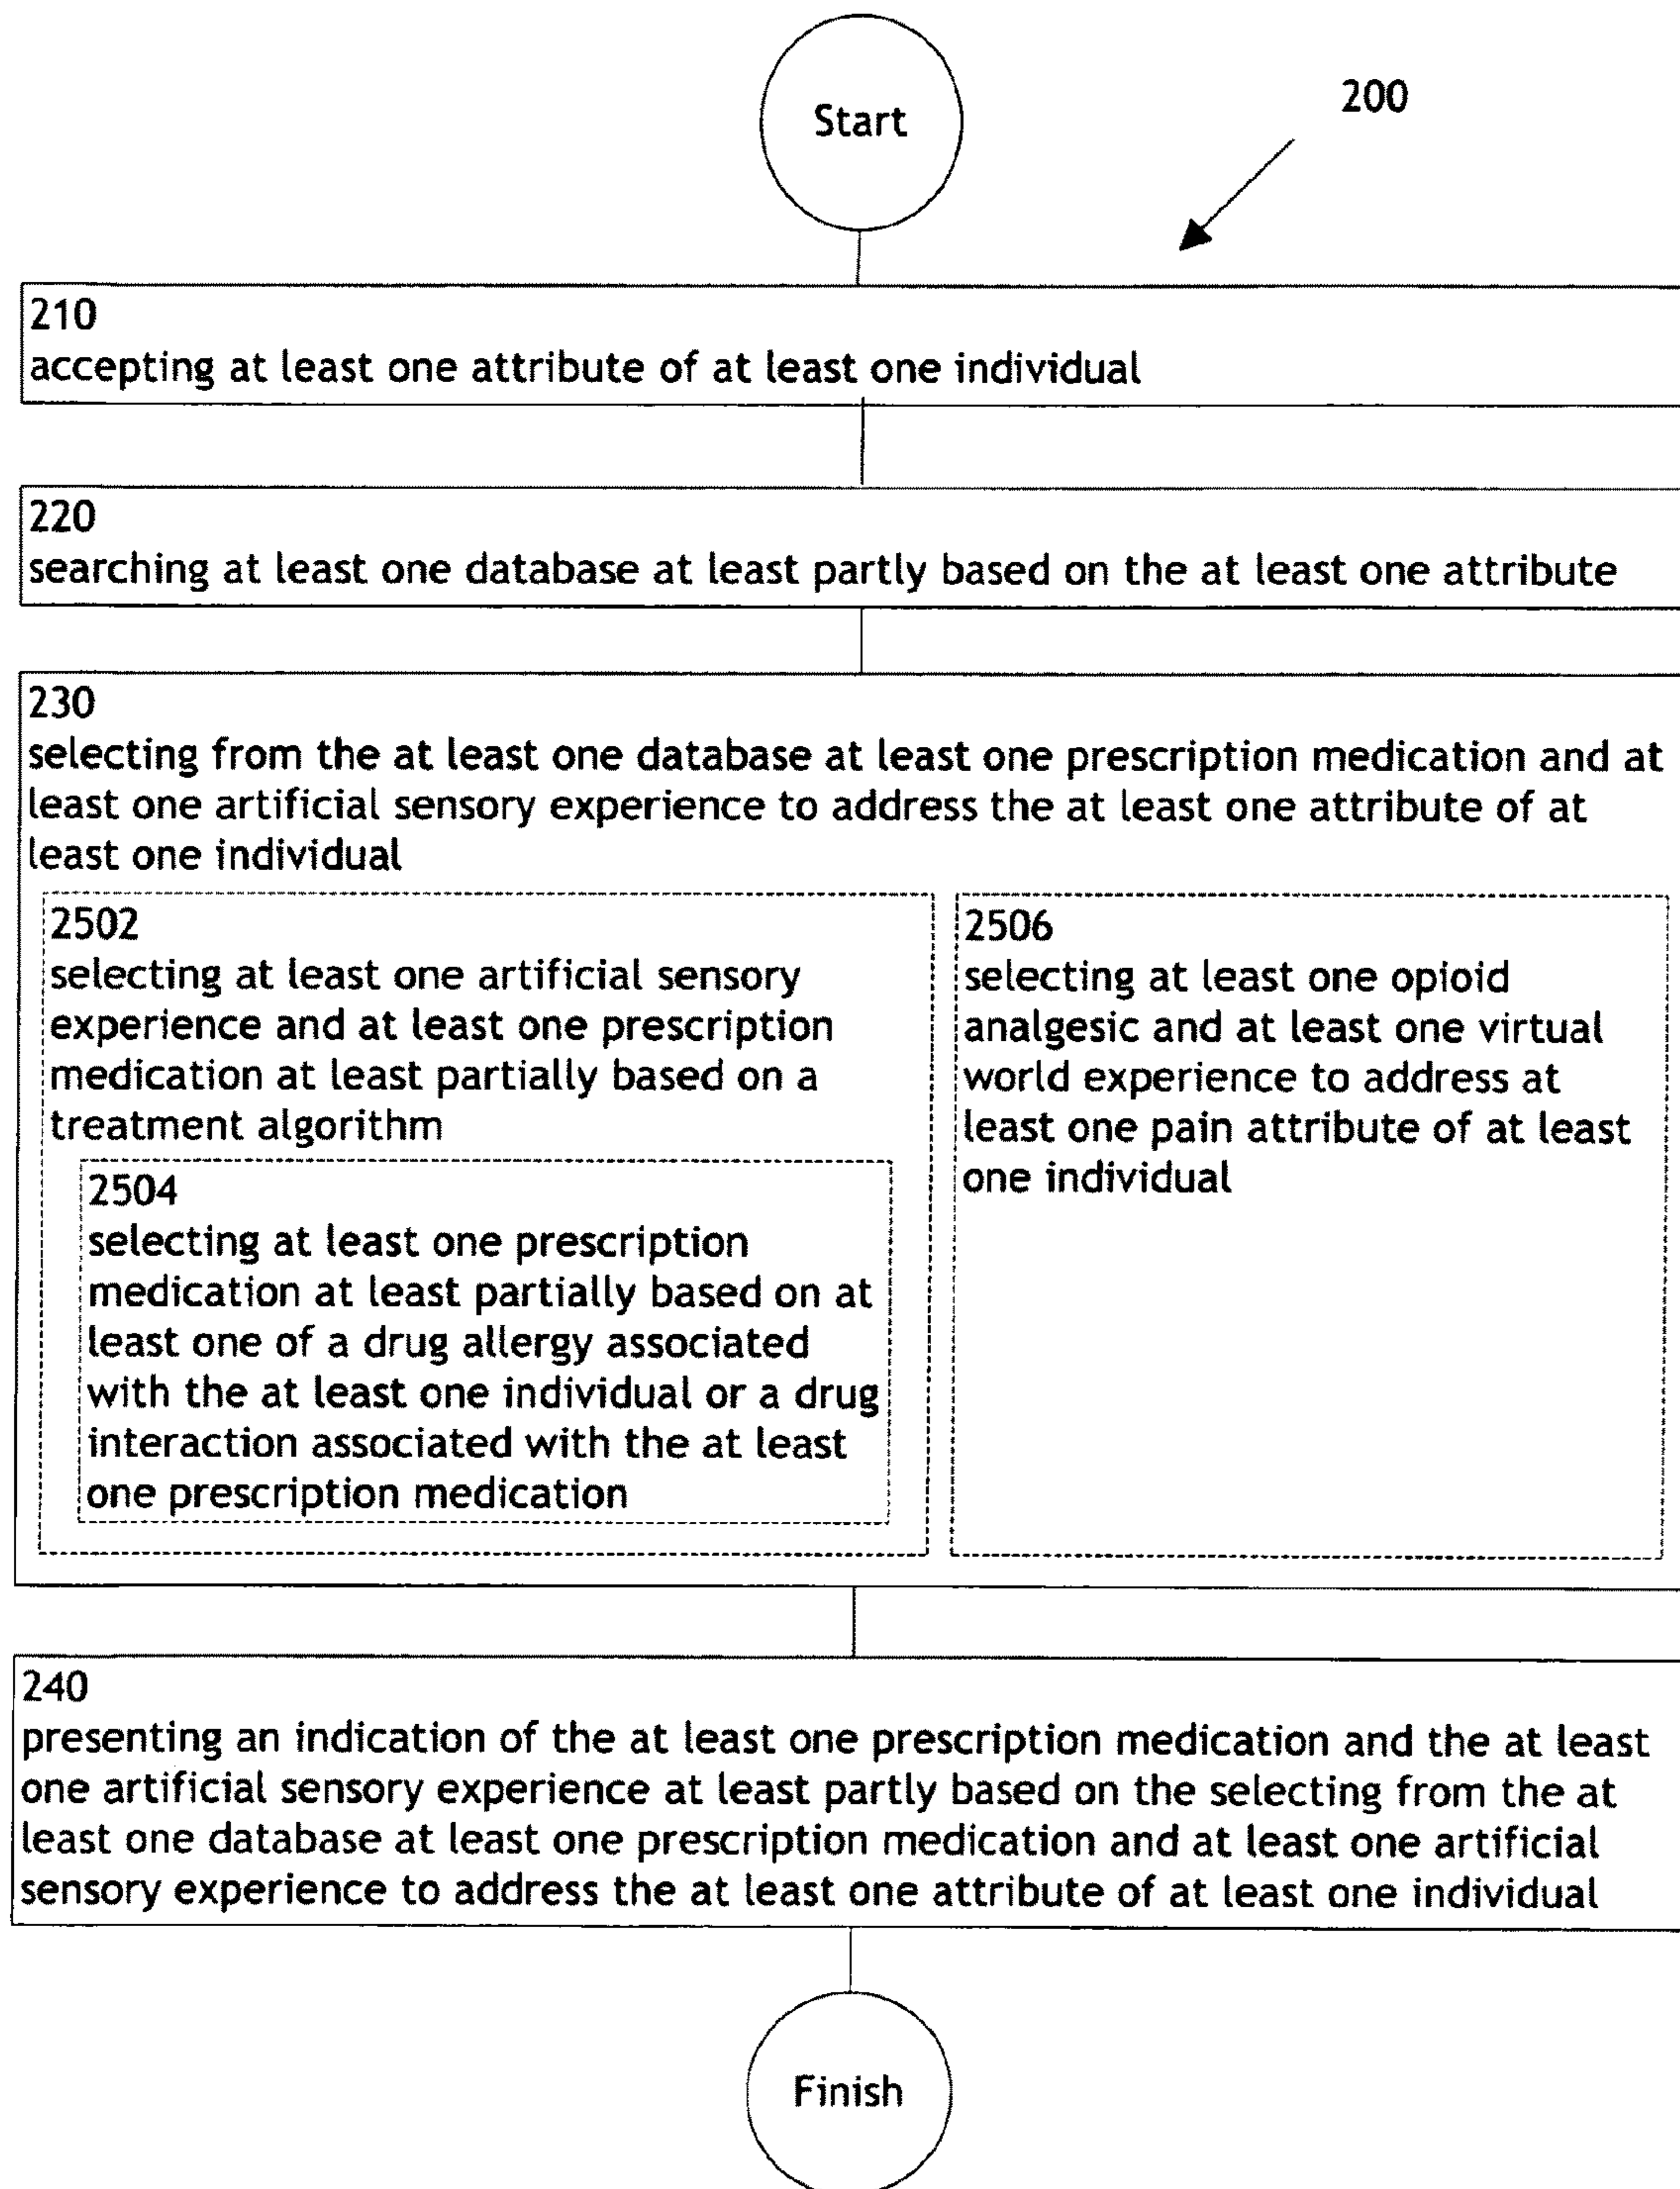 Start
200
210
accepting at least one attribute of at least one individual
220
searching at least one database at least partly based on the at least one attribute
230
selecting from the at least one database at least one prescription medication and at
least one artificial sensory experience to address the at least one attribute of at
least one individual
2502
selecting at least one artificial sensory
experience and at least one prescription
medication at least partially based on a
treatment algorithm
2504
selecting at least one prescription
medication at least partially based on at
least one of a drug allergy associated
with the at least one individual or a drug
interaction associated with the at least
one prescription medication
2506
selecting at least one opioid
analgesic and at least one virtual
world experience to address at
least one pain attribute of at least
one individual
240
presenting an indication of the at least one prescription medication and the at least
one artificial sensory experience at least partly based on the selecting from the at
least one database at least one prescription medication and at least one artificial
sensory experience to address the at least one attribute of at least one individual
Finish